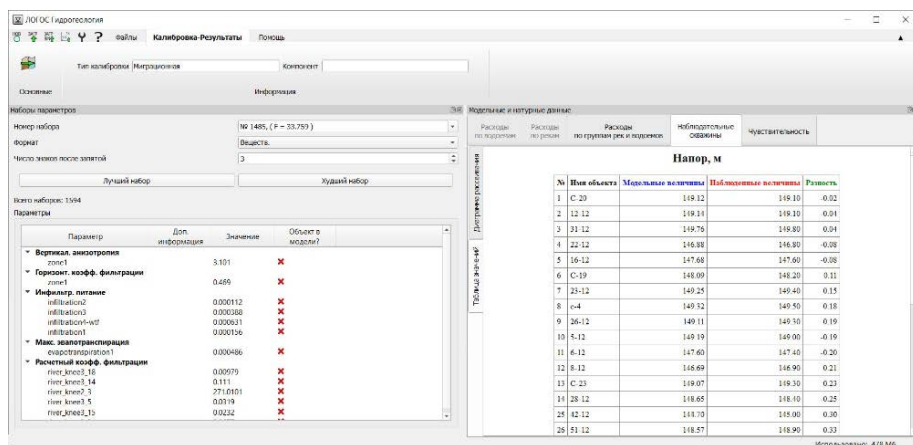 ЛОГОС Гидрогеология
? Файлы Калибровка-Результаты Помощь
Тип калибровки Миграционная Компонент
Основные Информация
Наборы параметров
Номер набора № 1485, ( F = 33.759 )
Формат Веществ.
Число знаков после запятой 3
Лучший набор Худший набор
Всего наборов: 1594
Параметры
Параметр Доп. информация Значение Объект в модели?
Вертикал. анизотропия
zone1 3.101
Горизонт. коэфф. фильтрации
zone1 0.469
Инфильтр. питание
infiltration2 0.000112
infiltration3 0.000388
infiltration4-wtf 0.000631
infiltration1 0.000156
Макс. эвапотранспирация
evapotranspiration1 0.000486
Расчетный коэфф. фильтрации
river_knee3_18 0.00979
river_knee3_14 0.111
river_knee2_3 271.0101
river_knee3_5 0.0319
river_knee3_15 0.0232
Модельные и натурные данные
Расходы по водоемам Расходы по рекам Расходы по группам рек и водоемов Наблюдательные скважины Чувствительность
Диаграмма рассеяния
Таблица значений
Напор, м
№ Имя объекта Модельные величины Наблюденные величины Разность
1 С-20 149.12 149.10 -0.02
2 12-12 149.14 149.10 0.04
3 31-12 149.76 149.80 0.04
4 22-12 146.88 146.80 -0.08
5 16-12 147.68 147.60 -0.08
6 С-19 148.09 148.20 0.11
7 23-12 149.25 149.40 0.15
8 с-4 149.32 149.50 0.18
9 26-12 149.11 149.30 0.19
10 5-12 149.19 149.00 -0.19
11 6-12 147.60 147.40 -0.20
12 8-12 146.69 146.90 0.21
13 С-23 149.07 149.30 0.23
14 28-12 148.65 148.40 -0.25
25 42-12 144.70 145.00 0.30
26 51-12 148.57 148.90 0.33
Использовано: 478 Мб